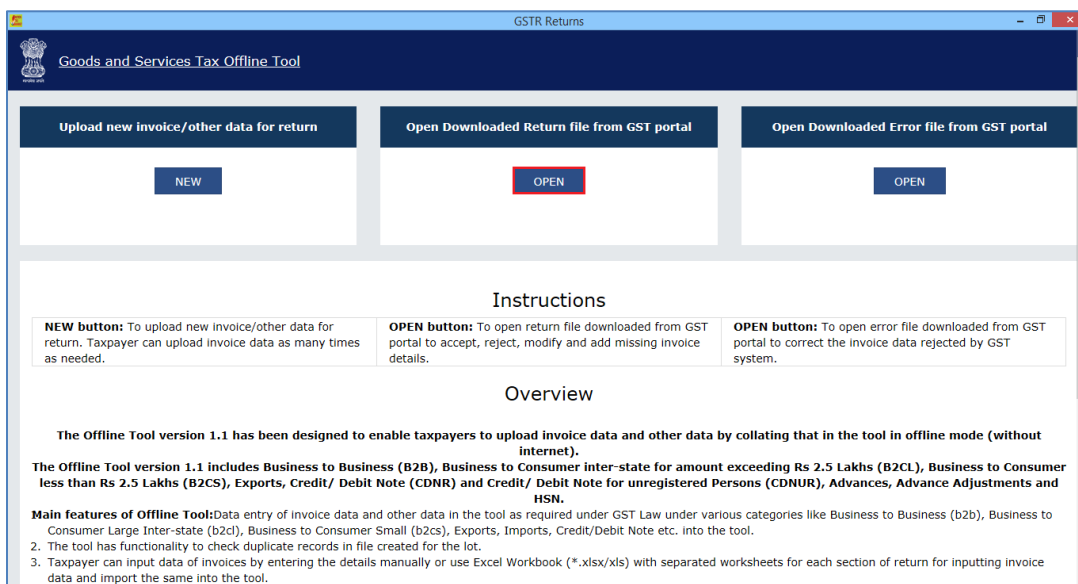 GSTR Returns
Goods and Services Tax Offline Tool
Upload new invoice/other data for return
Open Downloaded Return file from GST portal
Open Downloaded Error file from GST portal
NEW
OPEN
OPEN
Instructions
NEW button: To upload new invoice/other data for
return. Taxpayer can upload invoice data as many times
as needed.
OPEN button: To open return file downloaded from GST
portal to accept, reject, modify and add missing invoice
details.
OPEN button: To open error file downloaded from GST
portal to correct the invoice data rejected by GST
system.
Overview
The Offline Tool version 1.1 has been designed to enable taxpayers to upload invoice data and other data by collating that in the tool in offline mode (without
internet).
The Offline Tool version 1.1 includes Business to Business (B2B), Business to Consumer inter-state for amount exceeding Rs 2.5 Lakhs (B2CL), Business to Consumer
less than Rs 2.5 Lakhs (B2CS), Exports, Credit/ Debit Note (CDNR) and Credit/ Debit Note for unregistered Persons (CDNUR), Advances, Advance Adjustments and
HSN.
Main features of Offline Tool:Data entry of invoice data and other data in the tool as required under GST Law under various categories like Business to Business (b2b), Business to
Consumer Large Inter-state (b2cl), Business to Consumer Small (b2cs), Exports, Imports, Credit/Debit Note etc. into the tool.
2. The tool has functionality to check duplicate records in file created for the lot.
3. Taxpayer can input data of invoices by entering the details manually or use Excel Workbook (*.xlsx/xls) with separated worksheets for each section of return for inputting invoice
data and import the same into the tool.